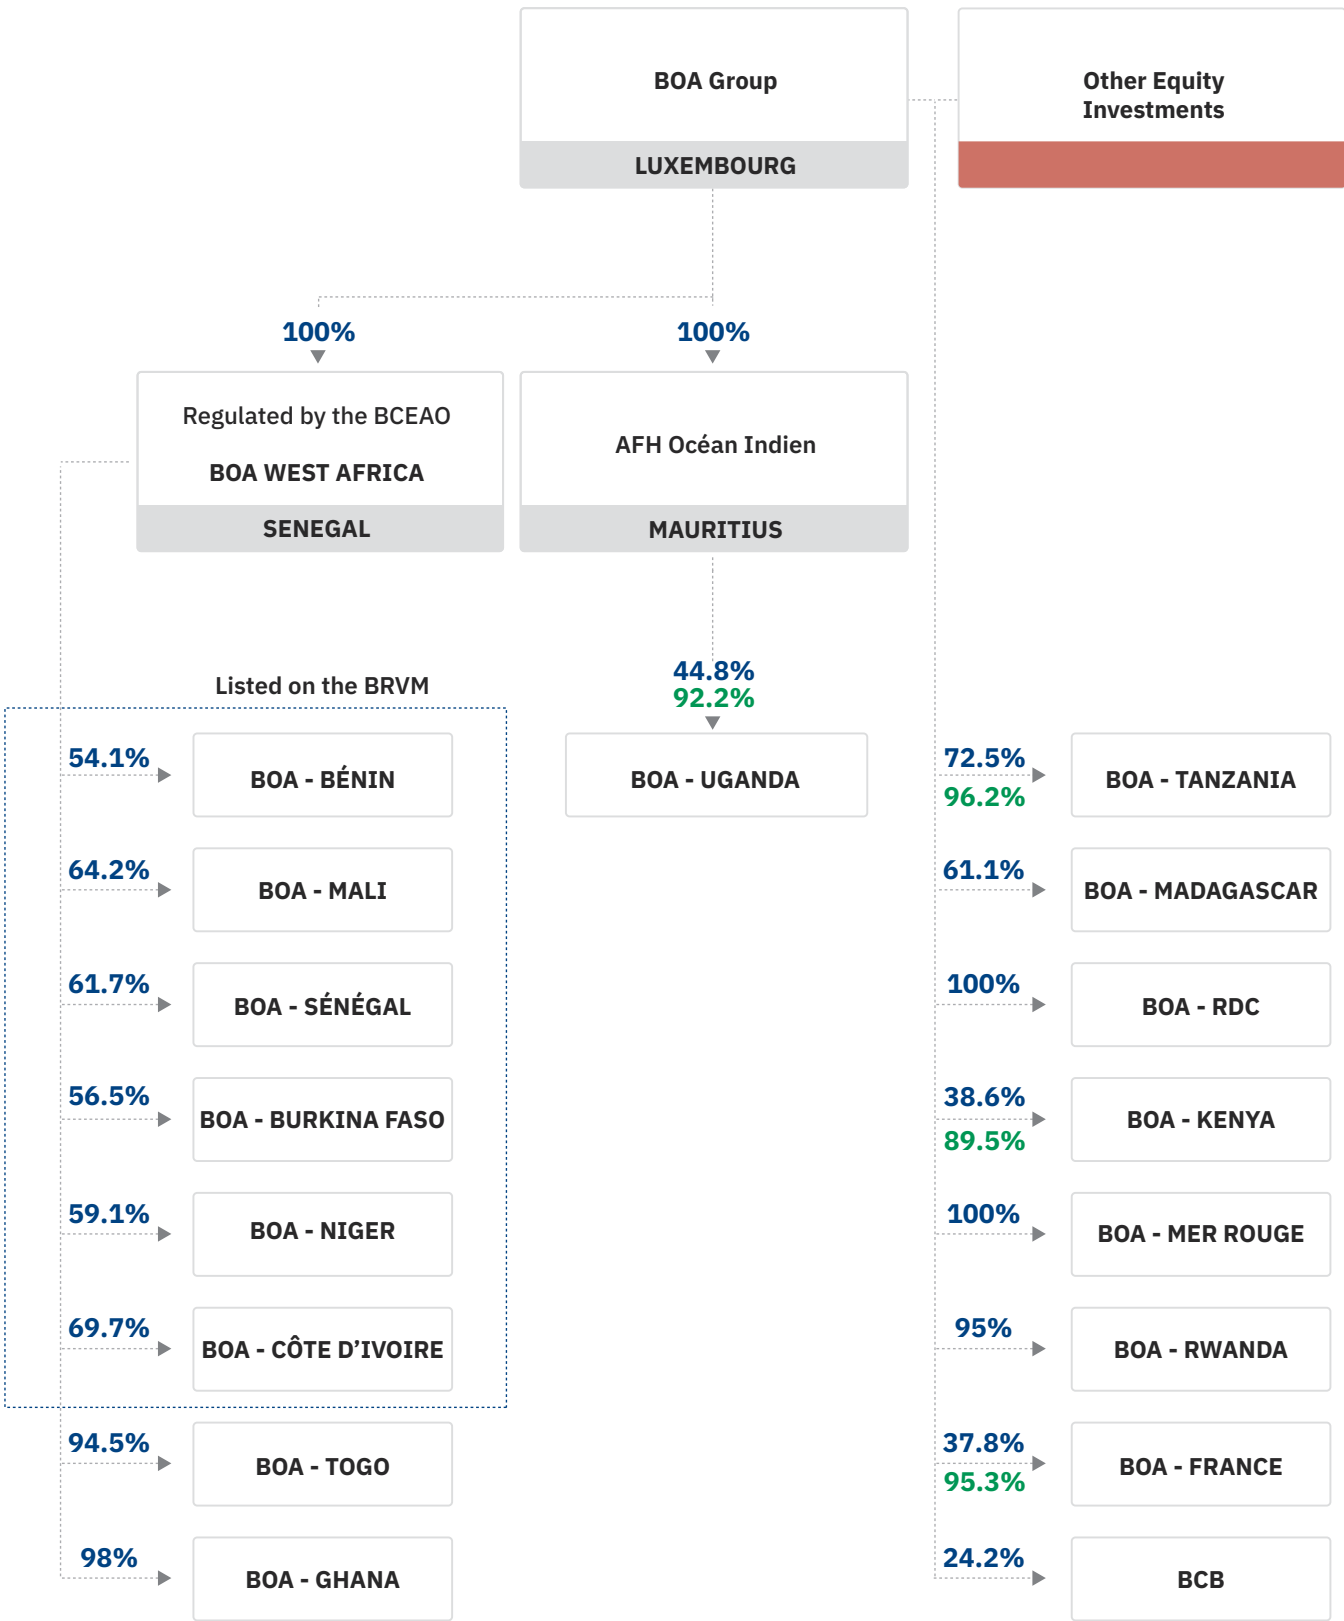 BOA Group
LUXEMBOURG
Other Equity
Investments
100%
100%
Regulated by the BCEAO
BOA WEST AFRICA
SENEGAL
AFH Océan Indien
MAURITIUS
Listed on the BRVM
54.1%
BOA - BÉNIN
64.2%
BOA - MALI
61.7%
BOA - SÉNÉGAL
56.5%
BOA - BURKINA FASO
59.1%
BOA - NIGER
69.7%
BOA - CÔTE D’IVOIRE
94.5%
BOA - TOGO
98%
BOA - GHANA
44.8%
92.2%
BOA - UGANDA
72.5%
96.2%
BOA - TANZANIA
61.1%
BOA - MADAGASCAR
100%
BOA - RDC
38.6%
89.5%
BOA - KENYA
100%
BOA - MER ROUGE
95%
BOA - RWANDA
37.8%
95.3%
BOA - FRANCE
24.2%
BCB